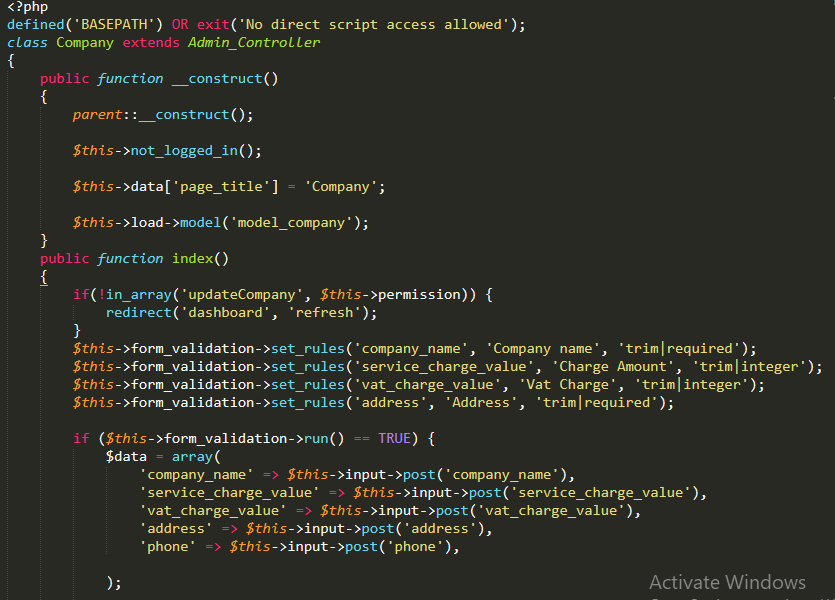 <?php
defined('BASEPATH') OR exit('No direct script access allowed');
class Company extends Admin_Controller
{
    public function __construct()
    {
        parent::__construct();

        $this->not_logged_in();

        $this->data['page_title'] = 'Company';

        $this->load->model('model_company');
    }
    public function index()
    {
        if(!in_array('updateCompany', $this->permission)) {
            redirect('dashboard', 'refresh');
        }
        $this->form_validation->set_rules('company_name', 'Company name', 'trim|required');
        $this->form_validation->set_rules('service_charge_value', 'Charge Amount', 'trim|integer');
        $this->form_validation->set_rules('vat_charge_value', 'Vat Charge', 'trim|integer');
        $this->form_validation->set_rules('address', 'Address', 'trim|required');

        if ($this->form_validation->run() == TRUE) {
            $data = array(
                'company_name' => $this->input->post('company_name'),
                'service_charge_value' => $this->input->post('service_charge_value'),
                'vat_charge_value' => $this->input->post('vat_charge_value'),
                'address' => $this->input->post('address'),
                'phone' => $this->input->post('phone'),

            );
Activate Windows